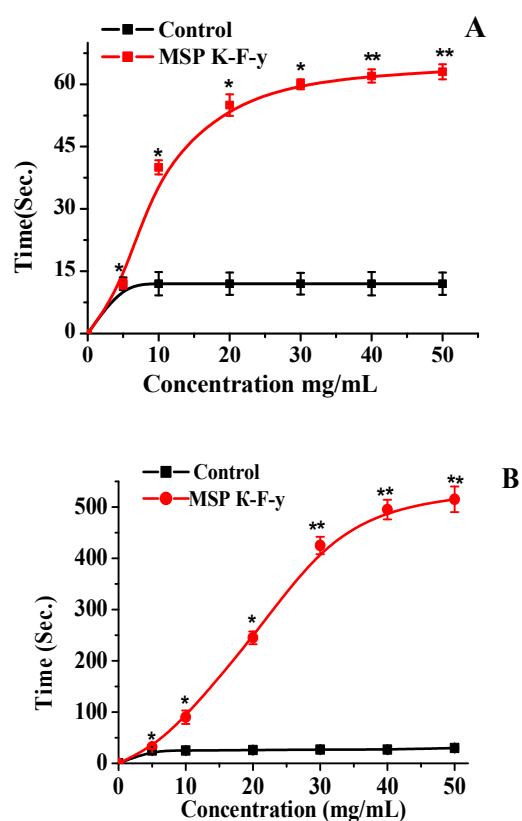 A
Control
MSP K-F-y
60
45
30
15
0
Time(Sec.)
* * * * ** **
0 10 20 30 40 50
Concentration mg/mL
B
Control
MSP K-F-y
500
400
300
200
100
0
Time (Sec.)
* * * ** ** **
0 10 20 30 40 50
Concentration (mg/mL)